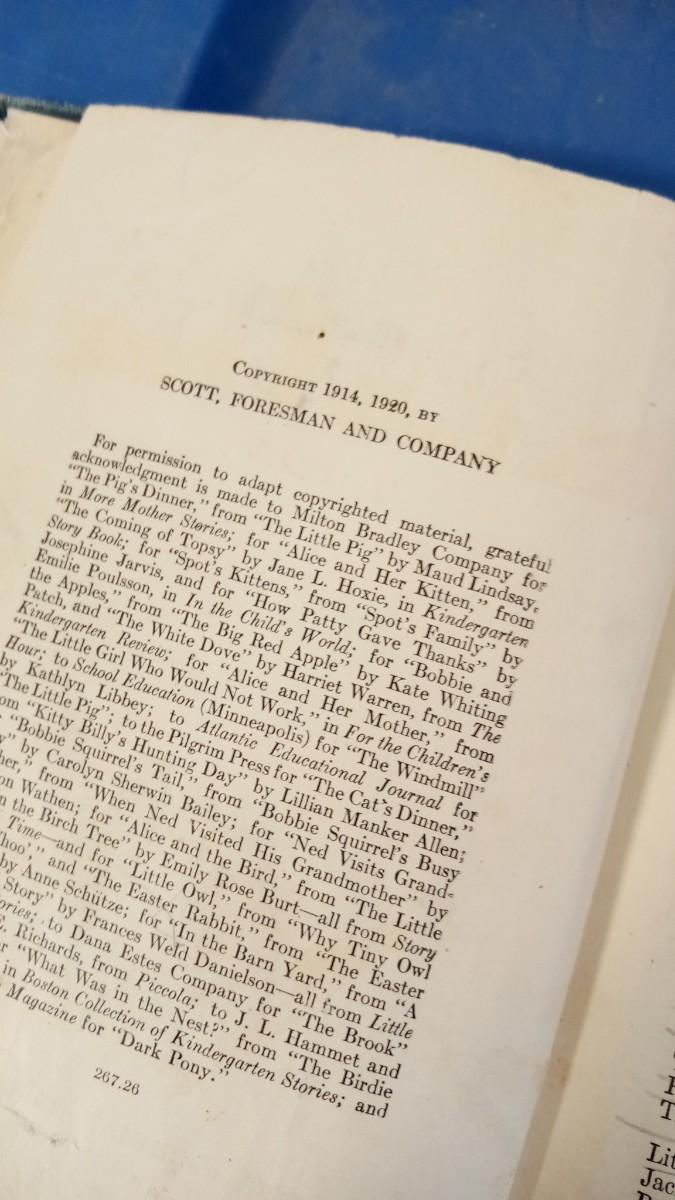 COPYRIGHT 1914, 1920, BY
SCOTT, FORESMAN AND COMPANY
For permission to adapt copyrighted material, grateful
acknowledgment is made to Milton Bradley Company for
"The Pig's Dinner," from "The Little Pig" by Maud Lindsay,
in More Mother Stories; for "Alice and Her Kitten," from
"The Coming of Topsy" by Jane L. Hoxie, in Kindergarten
Story Book; for "Spot's Kittens," from "Spot's Family" by
Josephine Jarvis, and for "How Patty Gave Thanks" by
Emilie Poulsson, in In the Child's World; for "Bobbie and
the Apples," from "The Big Red Apple" by Kate Whiting
Patch, and "The White Dove" by Harriet Warren, from The
Kindergarten Review; for "Alice and Her Mother," from
"The Little Girl Who Would Not Work," in For the Children's
Hour; to School Education (Minneapolis) for "The Windmill"
by Kathlyn Libbey; to Atlantic Educational Journal for
"The Little Pig"; to the Pilgrim Press for "The Cat's Dinner,"
om "Kitty Billy's Hunting Day" by Lillian Manker Allen;
"Bobbie Squirrel's Tail," from "Bobbie Squirrel's Busy
y" by Carolyn Sherwin Bailey; for "Ned Visits Grand-
her," from "When Ned Visited His Grandmother" by
on Wathen; for "Alice and the Bird," from "The Little
n the Birch Tree" by Emily Rose Burt—all from Story
Time—and for "Little Owl," from "Why Tiny Owl
hoo'," and "The Easter Rabbit," from "The Easter
by Anne Schütze; for "In the Barn Yard," from "A
Story" by Frances Weld Danielson—all from Little
ories; to Dana Estes Company for "The Brook"
E. Richards, from Piccola; to J. L. Hammet and
r "What Was in the Nest?" from "The Birdie
in Boston Collection of Kindergarten Stories; and
Magazine for "Dark Pony."
267.26
Lit
Jac